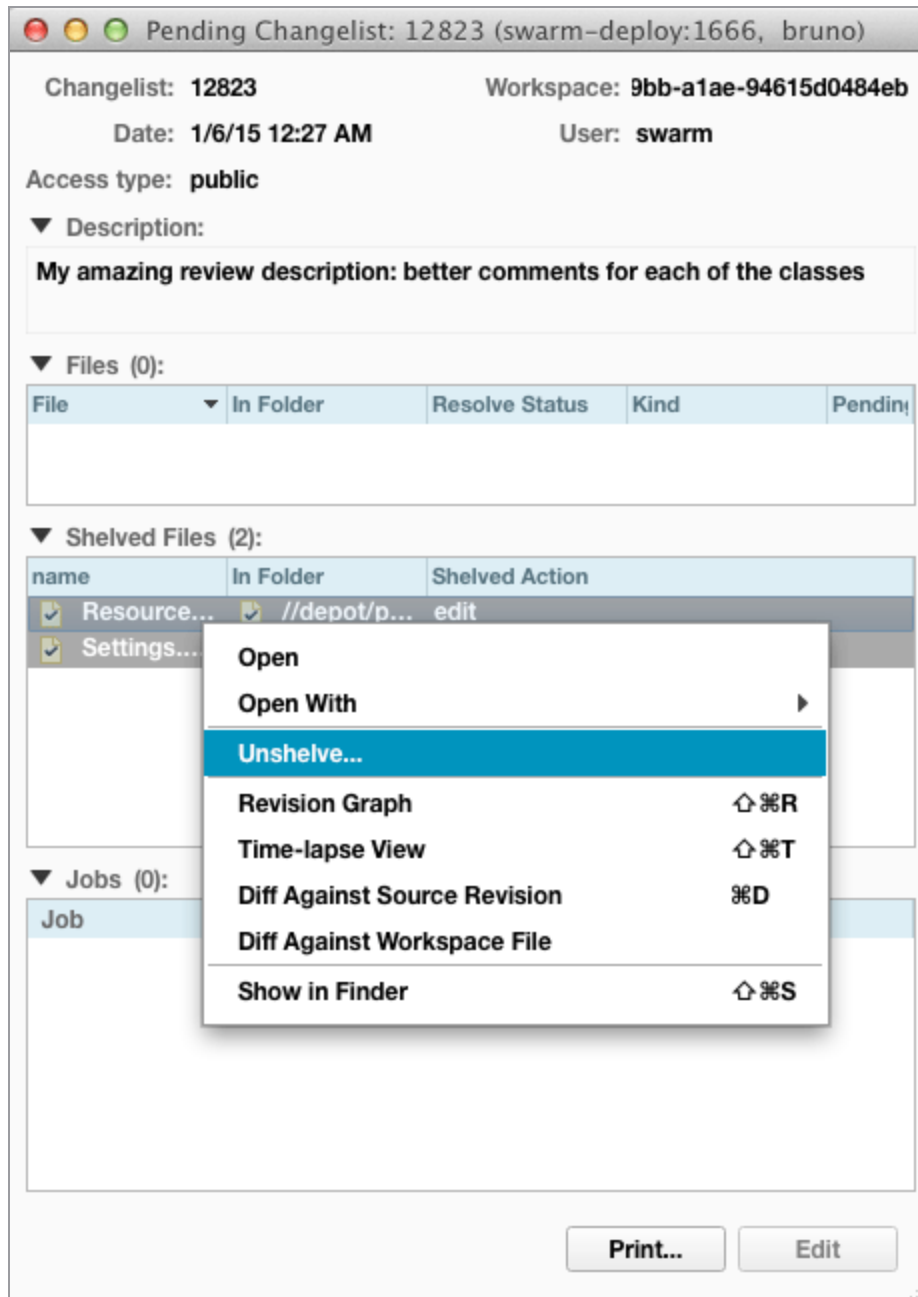 Pending Changelist: 12823 (swarm-deploy:1666, bruno)
Changelist: 12823 Workspace: 9bb-a1ae-94615d0484eb
Date: 1/6/15 12:27 AM User: swarm
Access type: public
Description:
My amazing review description: better comments for each of the classes
Files (0):
File In Folder Resolve Status Kind Pending
Shelved Files (2):
name In Folder Shelved Action
Resource... //depot/p... edit
Settings....
Open
Open With
Unshelve...
Revision Graph ⇧⌘R
Time-lapse View ⇧⌘T
Diff Against Source Revision ⌘D
Diff Against Workspace File
Show in Finder ⇧⌘S
Jobs (0):
Job
Print... Edit